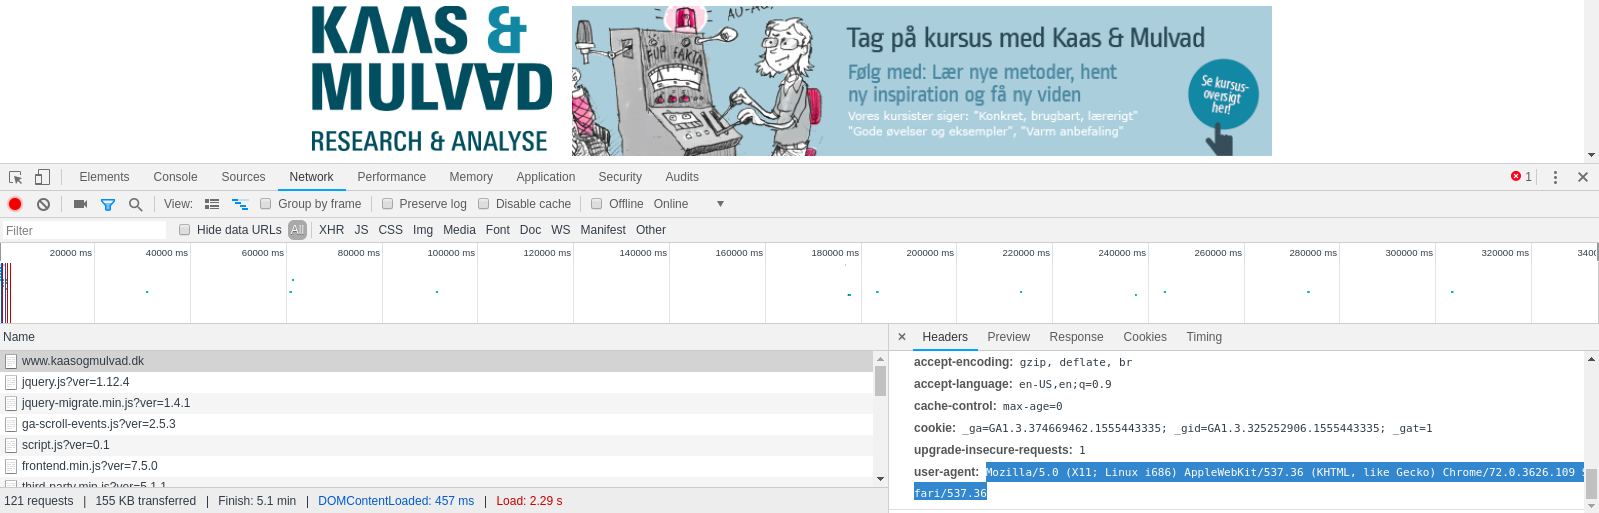 KAAS &
MULVAD
RESEARCH & ANALYSE
AU-AU
FUP FAKTA
Tag på kursus med Kaas & Mulvad
Følg med: Lær nye metoder, hent
ny inspiration og få ny viden
Vores kursister siger: "Konkret, brugbart, lærerigt"
"Gode øvelser og eksempler", "Varm anbefaling"
Se kursus-
oversigt
her!
Elements Console Sources Network Performance Memory Application Security Audits 1
View: Group by frame Preserve log Disable cache Offline Online
Filter Hide data URLs All XHR JS CSS Img Media Font Doc WS Manifest Other
20000 ms 40000 ms 60000 ms 80000 ms 100000 ms 120000 ms 140000 ms 160000 ms 180000 ms 200000 ms 220000 ms 240000 ms 260000 ms 280000 ms 300000 ms 320000 ms 3400
Name
www.kaasogmulvad.dk
jquery.js?ver=1.12.4
jquery-migrate.min.js?ver=1.4.1
ga-scroll-events.js?ver=2.5.3
script.js?ver=0.1
frontend.min.js?ver=7.5.0
third-party.min.js?ver=5.1.1
121 requests | 155 KB transferred | Finish: 5.1 min | DOMContentLoaded: 457 ms | Load: 2.29 s
× Headers Preview Response Cookies Timing
accept-encoding: gzip, deflate, br
accept-language: en-US,en;q=0.9
cache-control: max-age=0
cookie: _ga=GA1.3.374669462.1555443335; _gid=GA1.3.325252906.1555443335; _gat=1
upgrade-insecure-requests: 1
user-agent: Mozilla/5.0 (X11; Linux i686) AppleWebKit/537.36 (KHTML, like Gecko) Chrome/72.0.3626.109 S
fari/537.36